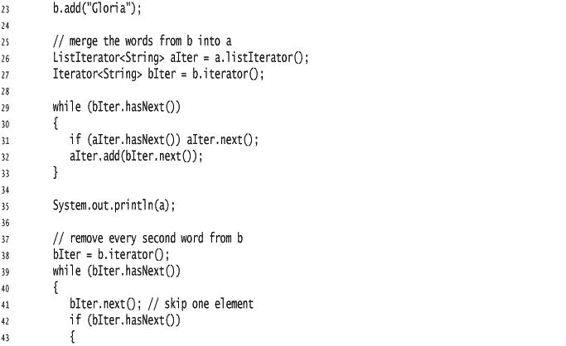 23 b.add("Gloria");
24
25 // merge the words from b into a
26 ListIterator<String> aIter = a.listIterator();
27 Iterator<String> bIter = b.iterator();
28
29 while (bIter.hasNext())
30 {
31 if (aIter.hasNext()) aIter.next();
32 aIter.add(bIter.next());
33 }
34
35 System.out.println(a);
36
37 // remove every second word from b
38 bIter = b.iterator();
39 while (bIter.hasNext())
40 {
41 bIter.next(); // skip one element
42 if (bIter.hasNext())
43 {